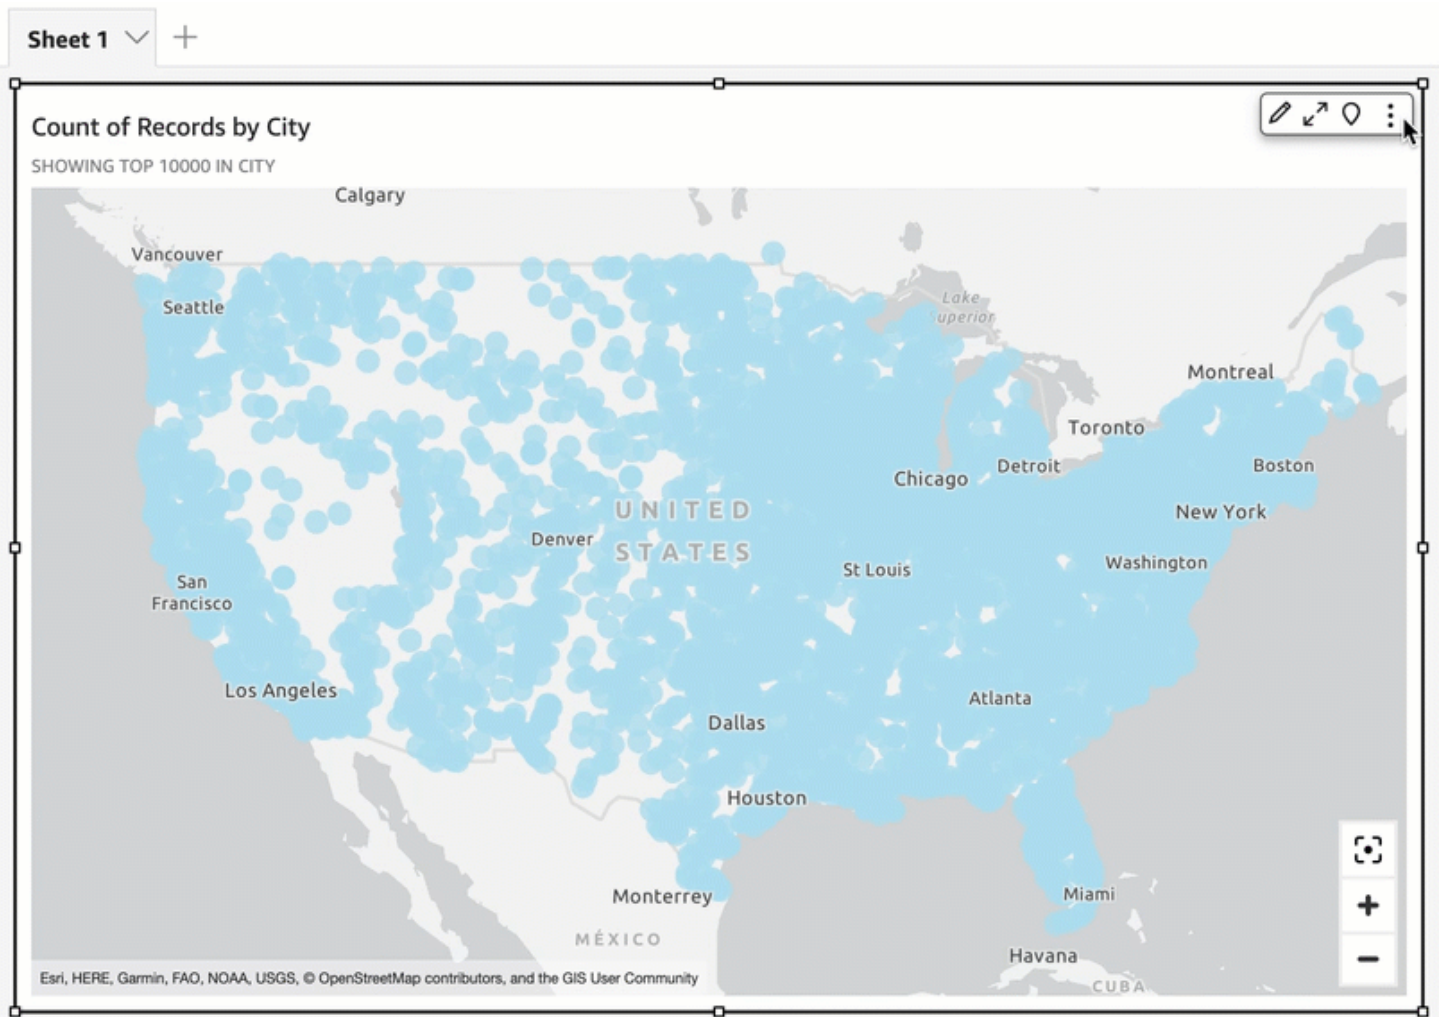 Sheet 1
Count of Records by City
SHOWING TOP 10000 IN CITY
Calgary
Vancouver
Seattle
Lake
Superior
Montreal
Toronto
Detroit
Boston
Chicago
UNITED
STATES
New York
Denver
Washington
St Louis
San
Francisco
Los Angeles
Atlanta
Dallas
Houston
Monterrey
Miami
MÉXICO
Havana
CUBA
Esri, HERE, Garmin, FAO, NOAA, USGS, © OpenStreetMap contributors, and the GIS User Community